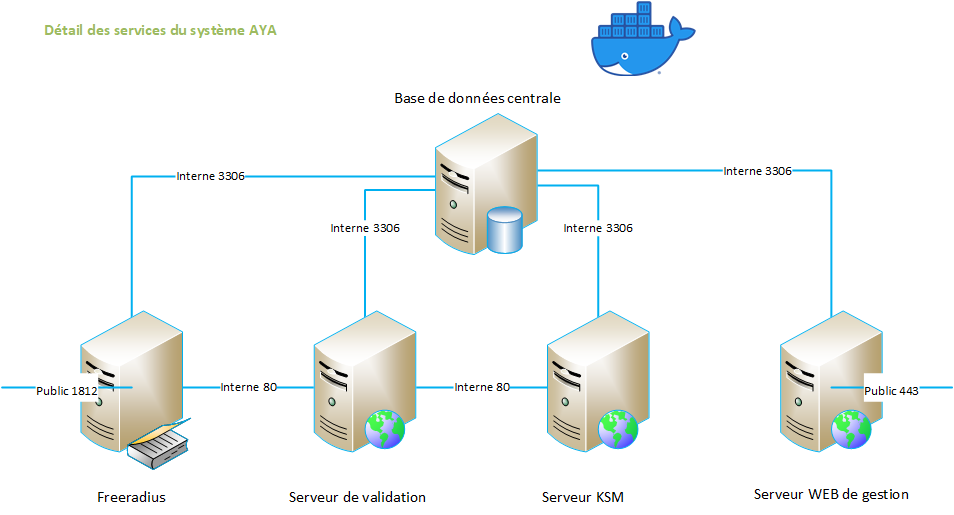 Détail des services du système AYA
Base de données centrale
Interne 3306
Interne 3306
Interne 3306
Interne 3306
Public 1812
Interne 80
Interne 80
Public 443
Freeradius
Serveur de validation
Serveur KSM
Serveur WEB de gestion